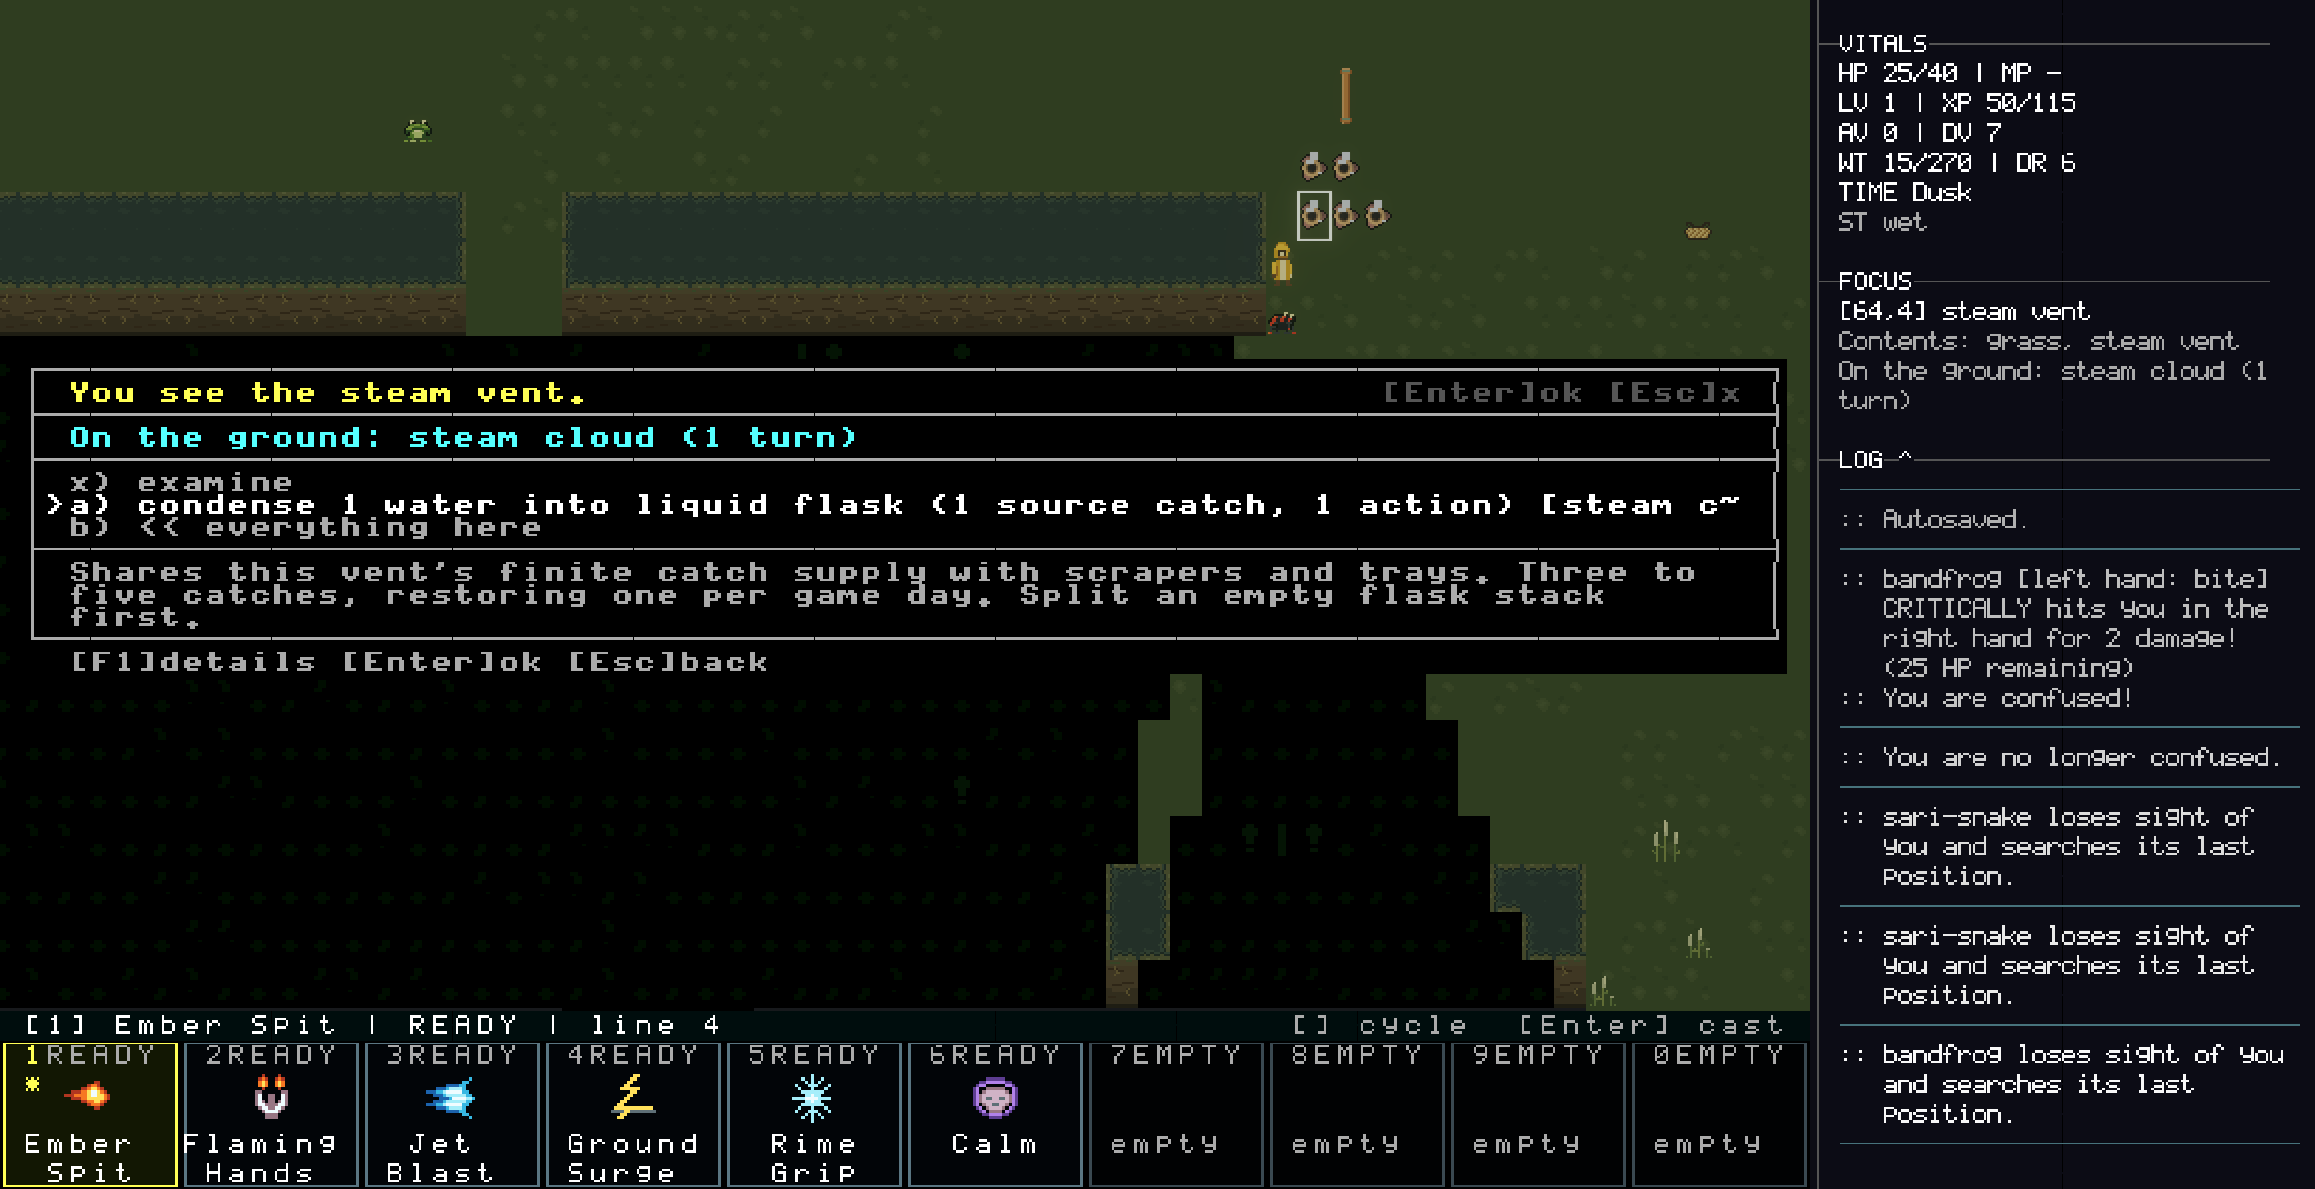 You see the steam vent. [Enter]ok [Esc]x
On the ground: steam cloud (1 turn)
x) examine
>a) condense 1 water into liquid flask (1 source catch, 1 action) [steam c~
b) << everything here
Shares this vent's finite catch supply with scrapers and trays. Three to
five catches, restoring one per game day. Split an empty flask stack
first.
[F1]details [Enter]ok [Esc]back
[1] Ember Spit | READY | line 4 [] cycle [Enter] cast
1READY 2READY 3READY 4READY 5READY 6READY 7EMPTY 8EMPTY 9EMPTY 0EMPTY
Ember Flaming Jet Ground Rime Calm empty empty empty empty
Spit Hands Blast Surge Grip
VITALS
HP 25/40 | MP -
LV 1 | XP 50/115
AV 0 | DV 7
WT 15/270 | DR 6
TIME Dusk
ST wet
FOCUS
[64,4] steam vent
Contents: grass, steam vent
On the ground: steam cloud (1
turn)
LOG ^
:: Autosaved.
:: bandfrog [left hand: bite]
CRITICALLY hits you in the
right hand for 2 damage!
(25 HP remaining)
:: You are confused!
:: You are no longer confused.
:: sari-snake loses sight of
you and searches its last
position.
:: sari-snake loses sight of
you and searches its last
position.
:: bandfrog loses sight of you
and searches its last
position.